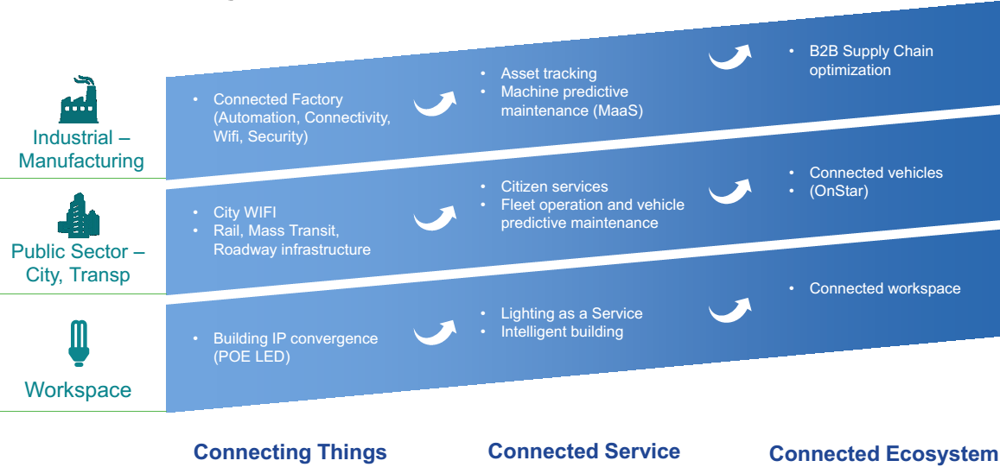 Industrial –
Manufacturing
• Connected Factory
(Automation, Connectivity,
Wifi, Security)
• Asset tracking
• Machine predictive
maintenance (MaaS)
• B2B Supply Chain
optimization
Public Sector –
City, Transp
• City WIFI
• Rail, Mass Transit,
Roadway infrastructure
• Citizen services
• Fleet operation and vehicle
predictive maintenance
• Connected vehicles
• (OnStar)
Workspace
• Building IP convergence
(POE LED)
• Lighting as a Service
• Intelligent building
• Connected workspace
Connecting Things
Connected Service
Connected Ecosystem